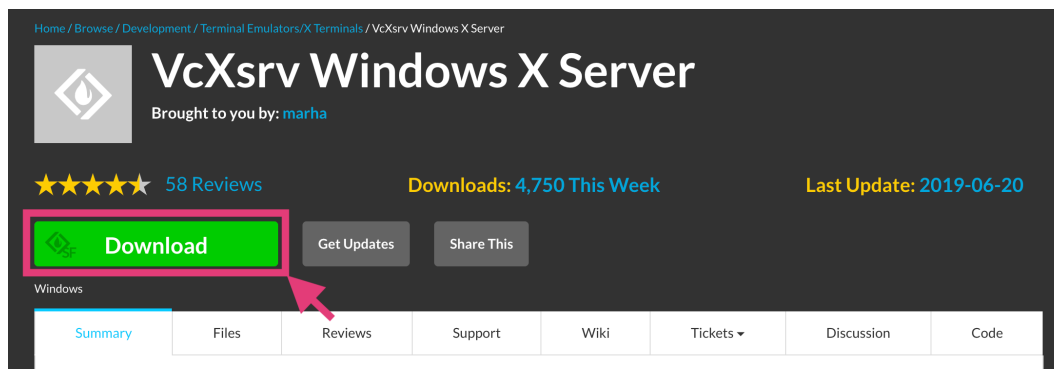 Home / Browse / Development / Terminal Emulators/X Terminals / VcXsrv Windows X Server
VcXsrv Windows X Server
Brought to you by: marha
58 Reviews
Downloads: 4,750 This Week
Last Update: 2019-06-20
SF
Download
Get Updates
Share This
Windows
Summary
Files
Reviews
Support
Wiki
Tickets
Discussion
Code